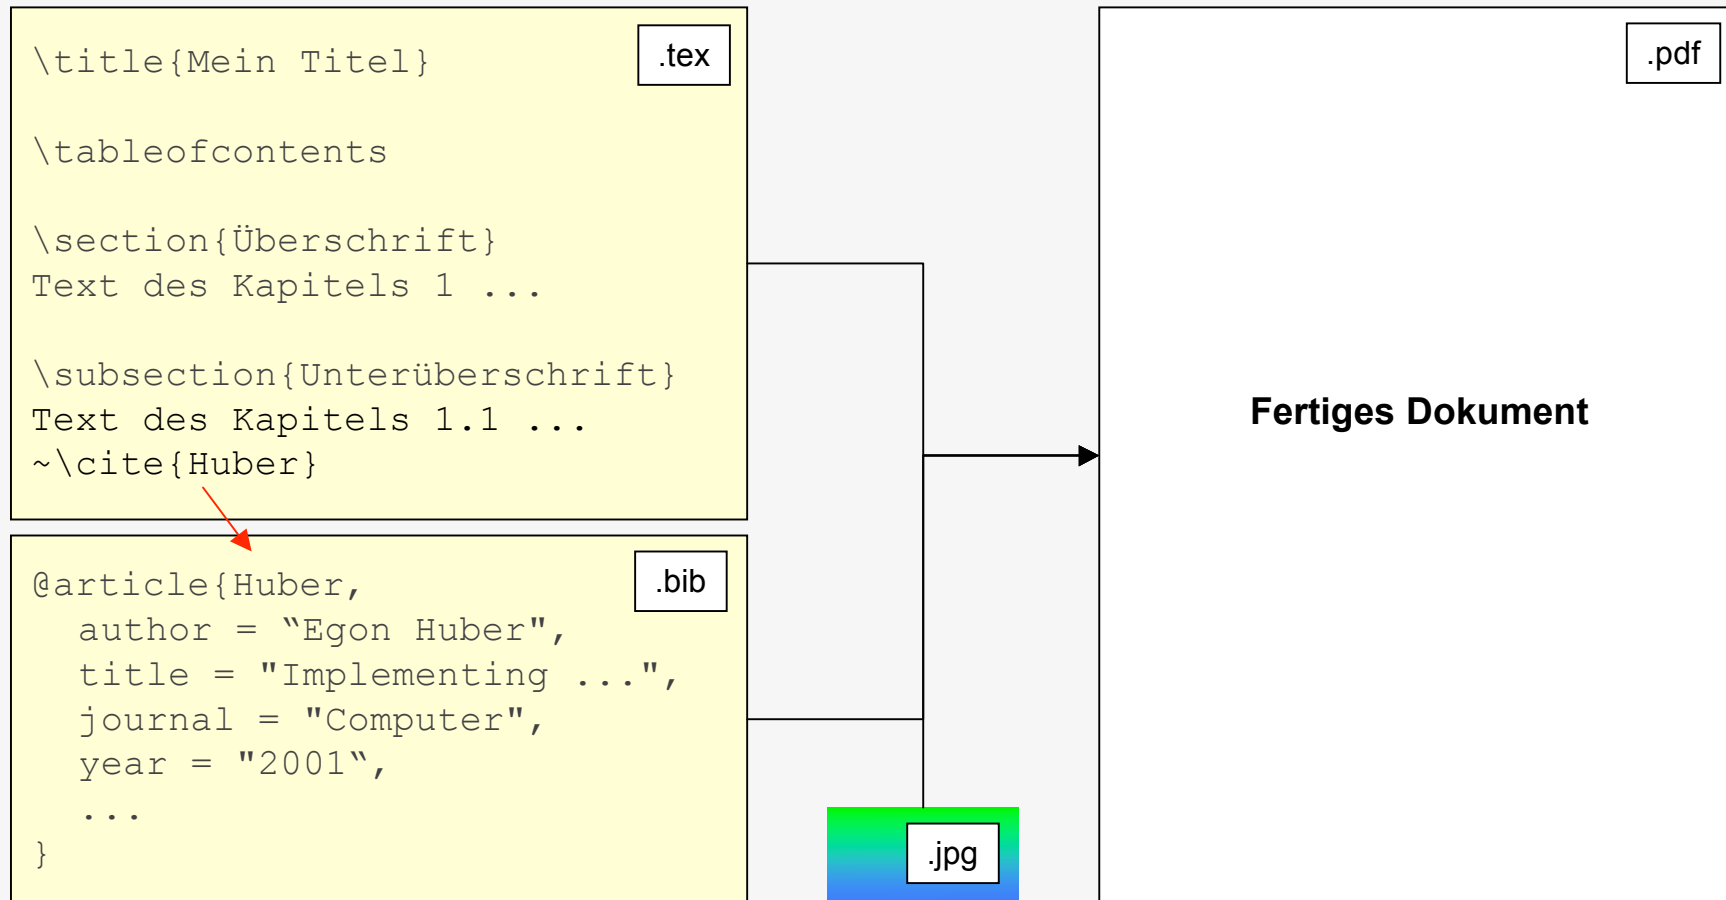 \title{Mein Titel}
.tex
\tableofcontents
\section{Überschrift}
Text des Kapitels 1 ...
\subsection{Unterüberschrift}
Text des Kapitels 1.1 ...
~\cite{Huber}
@article{Huber,
.bib
author = “Egon Huber",
title = "Implementing ...",
journal = "Computer",
year = "2001“,
...
}
.jpg
.pdf
Fertiges Dokument